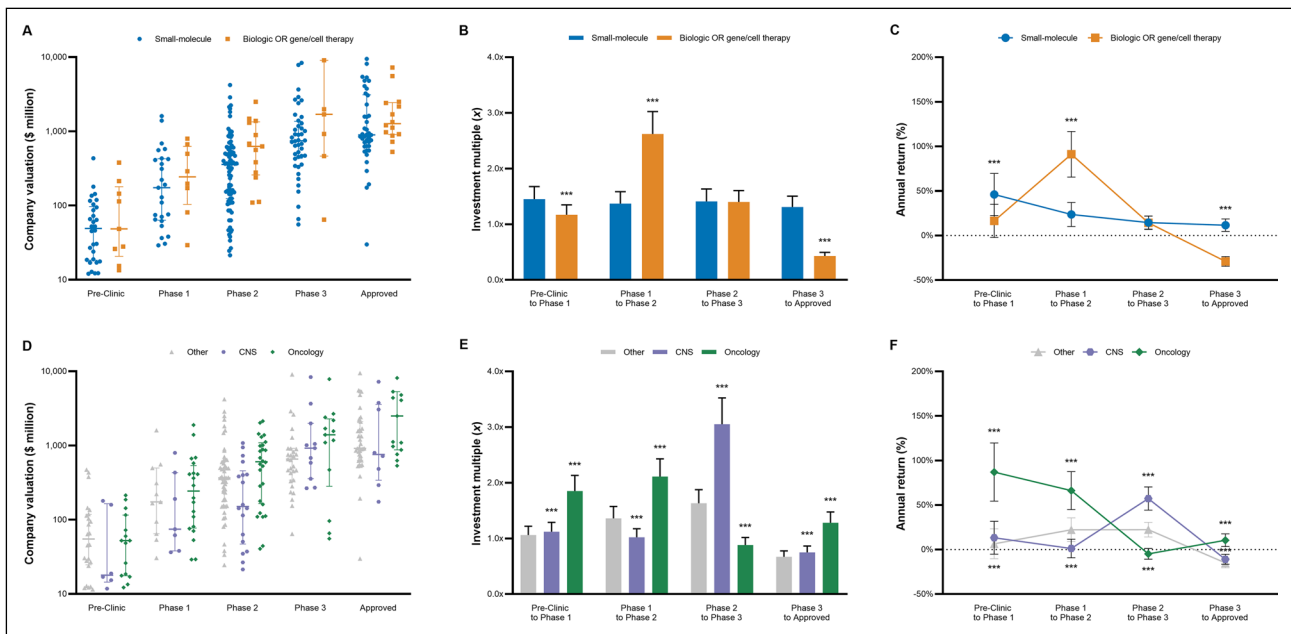 A
Small-molecule
Biologic OR gene/cell therapy
Company valuation ($ million)
10,000
1,000
100
10
Pre-Clinic
Phase 1
Phase 2
Phase 3
Approved
B
Small-molecule
Biologic OR gene/cell therapy
Investment multiple (x)
4.0x
3.0x
2.0x
1.0x
0.0x
***
***
***
Pre-Clinic
to Phase 1
Phase 1
to Phase 2
Phase 2
to Phase 3
Phase 3
to Approved
C
Small-molecule
Biologic OR gene/cell therapy
Annual return (%)
200%
150%
100%
50%
0%
-50%
***
***
***
Pre-Clinic
to Phase 1
Phase 1
to Phase 2
Phase 2
to Phase 3
Phase 3
to Approved
D
Other
CNS
Oncology
Company valuation ($ million)
10,000
1,000
100
10
Pre-Clinic
Phase 1
Phase 2
Phase 3
Approved
E
Other
CNS
Oncology
Investment multiple (x)
4.0x
3.0x
2.0x
1.0x
0.0x
***
***
***
***
***
***
***
***
Pre-Clinic
to Phase 1
Phase 1
to Phase 2
Phase 2
to Phase 3
Phase 3
to Approved
F
Other
CNS
Oncology
Annual return (%)
200%
150%
100%
50%
0%
-50%
***
***
***
***
***
***
***
***
Pre-Clinic
to Phase 1
Phase 1
to Phase 2
Phase 2
to Phase 3
Phase 3
to Approved